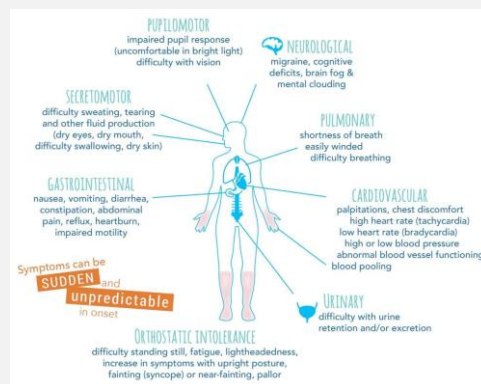 PUPILOMOTOR
impaired pupil response
(uncomfortable in bright light)
difficulty with vision
NEUROLOGICAL
migraine, cognitive
deficits, brain fog &
mental clouding
SECRETOMOTOR
difficulty sweating, tearing
and other fluid production
(dry eyes, dry mouth,
difficulty swallowing, dry skin)
PULMONARY
shortness of breath
easily winded
difficulty breathing
GASTROINTESTINAL
nausea, vomiting, diarrhea,
constipation, abdominal
pain, reflux, heartburn,
impaired motility
CARDIOVASCULAR
palpitations, chest discomfort
high heart rate (tachycardia)
low heart rate (bradycardia)
high or low blood pressure
abnormal blood vessel functioning
blood pooling
Symptoms can be
SUDDEN and
unpredictable
in onset
URINARY
difficulty with urine
retention and/or excretion
ORTHOSTATIC INTOLERANCE
difficulty standing still, fatigue, lightheadedness,
increase in symptoms with upright posture,
fainting (syncope) or near-fainting, pallor